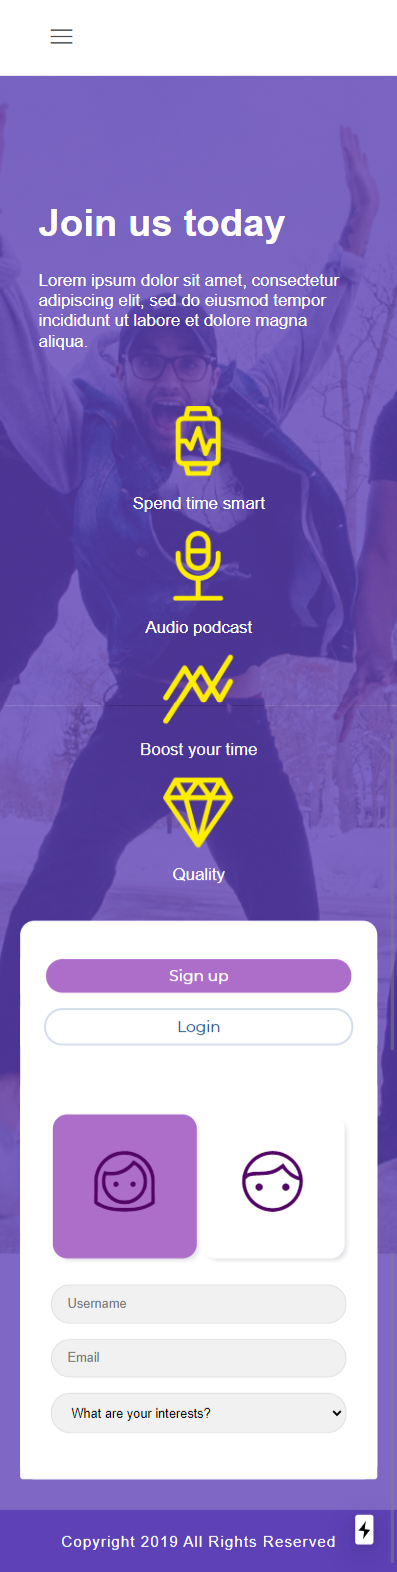 Join us today
Lorem ipsum dolor sit amet, consectetur
adipiscing elit, sed do eiusmod tempor
incididunt ut labore et dolore magna
aliqua.
Spend time smart
Audio podcast
Boost your time
Quality
Sign up
Login
Username
Email
What are your interests?
Copyright 2019 All Rights Reserved